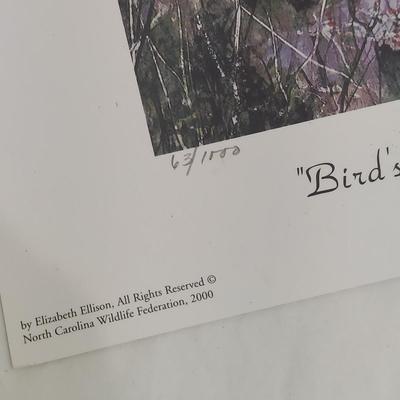 63/1000
"Bird's
by Elizabeth Ellison, All Rights Reserved ©
North Carolina Wildlife Federation, 2000